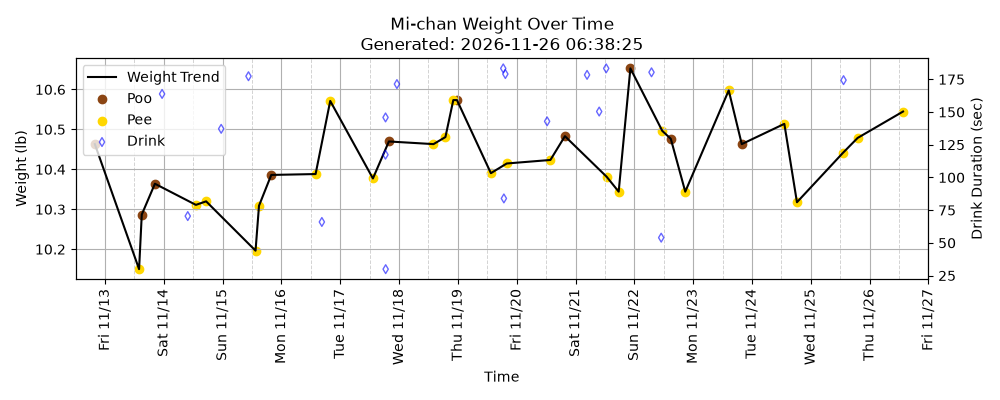 Mi-chan Weight Over Time
Generated: 2026-11-26 06:38:25
Weight Trend
Poo
Pee
Drink
Weight (lb)
10.6
10.5
10.4
10.3
10.2
Drink Duration (sec)
175
150
125
100
75
50
25
Fri 11/13
Sat 11/14
Sun 11/15
Mon 11/16
Tue 11/17
Wed 11/18
Thu 11/19
Fri 11/20
Sat 11/21
Sun 11/22
Mon 11/23
Tue 11/24
Wed 11/25
Thu 11/26
Fri 11/27
Time